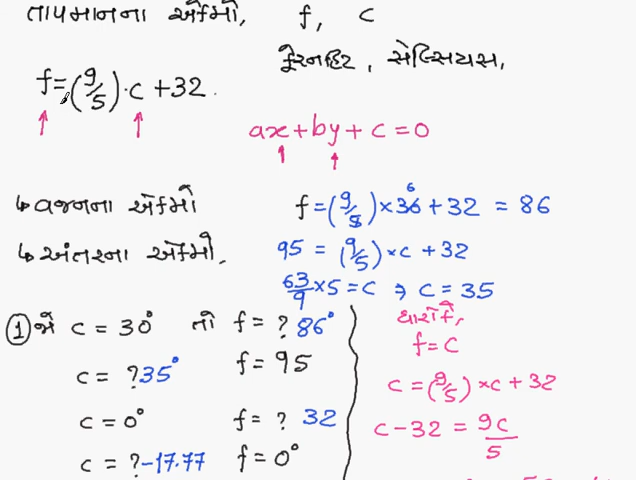 તાપમાનના એકમો, f, c
ફેરનહિટ, સેલ્સિયસ,
f=(9/5)·c+32.
ax+by+c=0
↳ વજનના એકમો
f=(9/5)×30 6+32 = 86
↳ અંતરના એકમો.
95 = (9/5)×c+32
63/9×5=c → c=35
① જો c=30° તો f=? 86°
ધારો કે,
f=c
c=?35° f=95
c=(9/5)×c+32
c=0° f=? 32
c-32=9c/5
c=?-17.77 f=0°